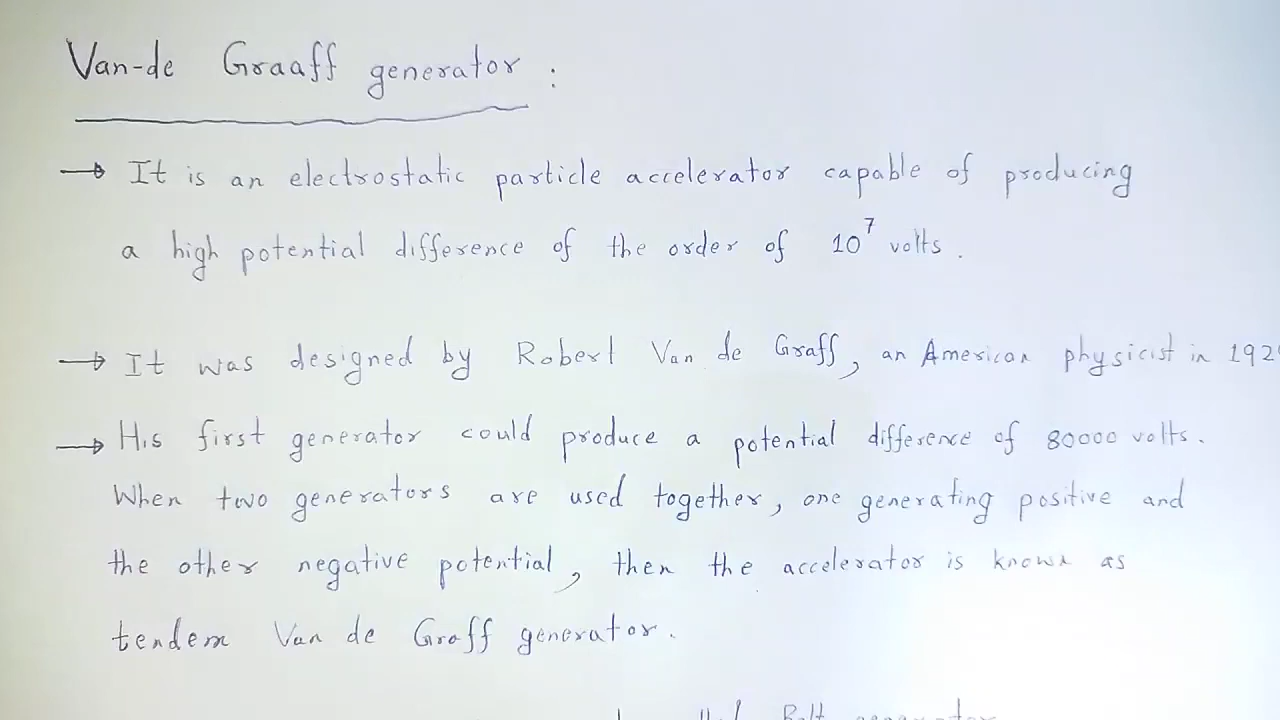 Van-de Graaff generator :
→ It is an electrostatic particle accelerator capable of producing
a high potential difference of the order of 10⁷ volts.
→ It was designed by Robert Van de Graff, an American physicist in
→ His first generator could produce a potential difference of 80000 volts.
When two generators are used together, one generating positive and
the other negative potential, then the accelerator is known as
tendem Van de Graff generator.